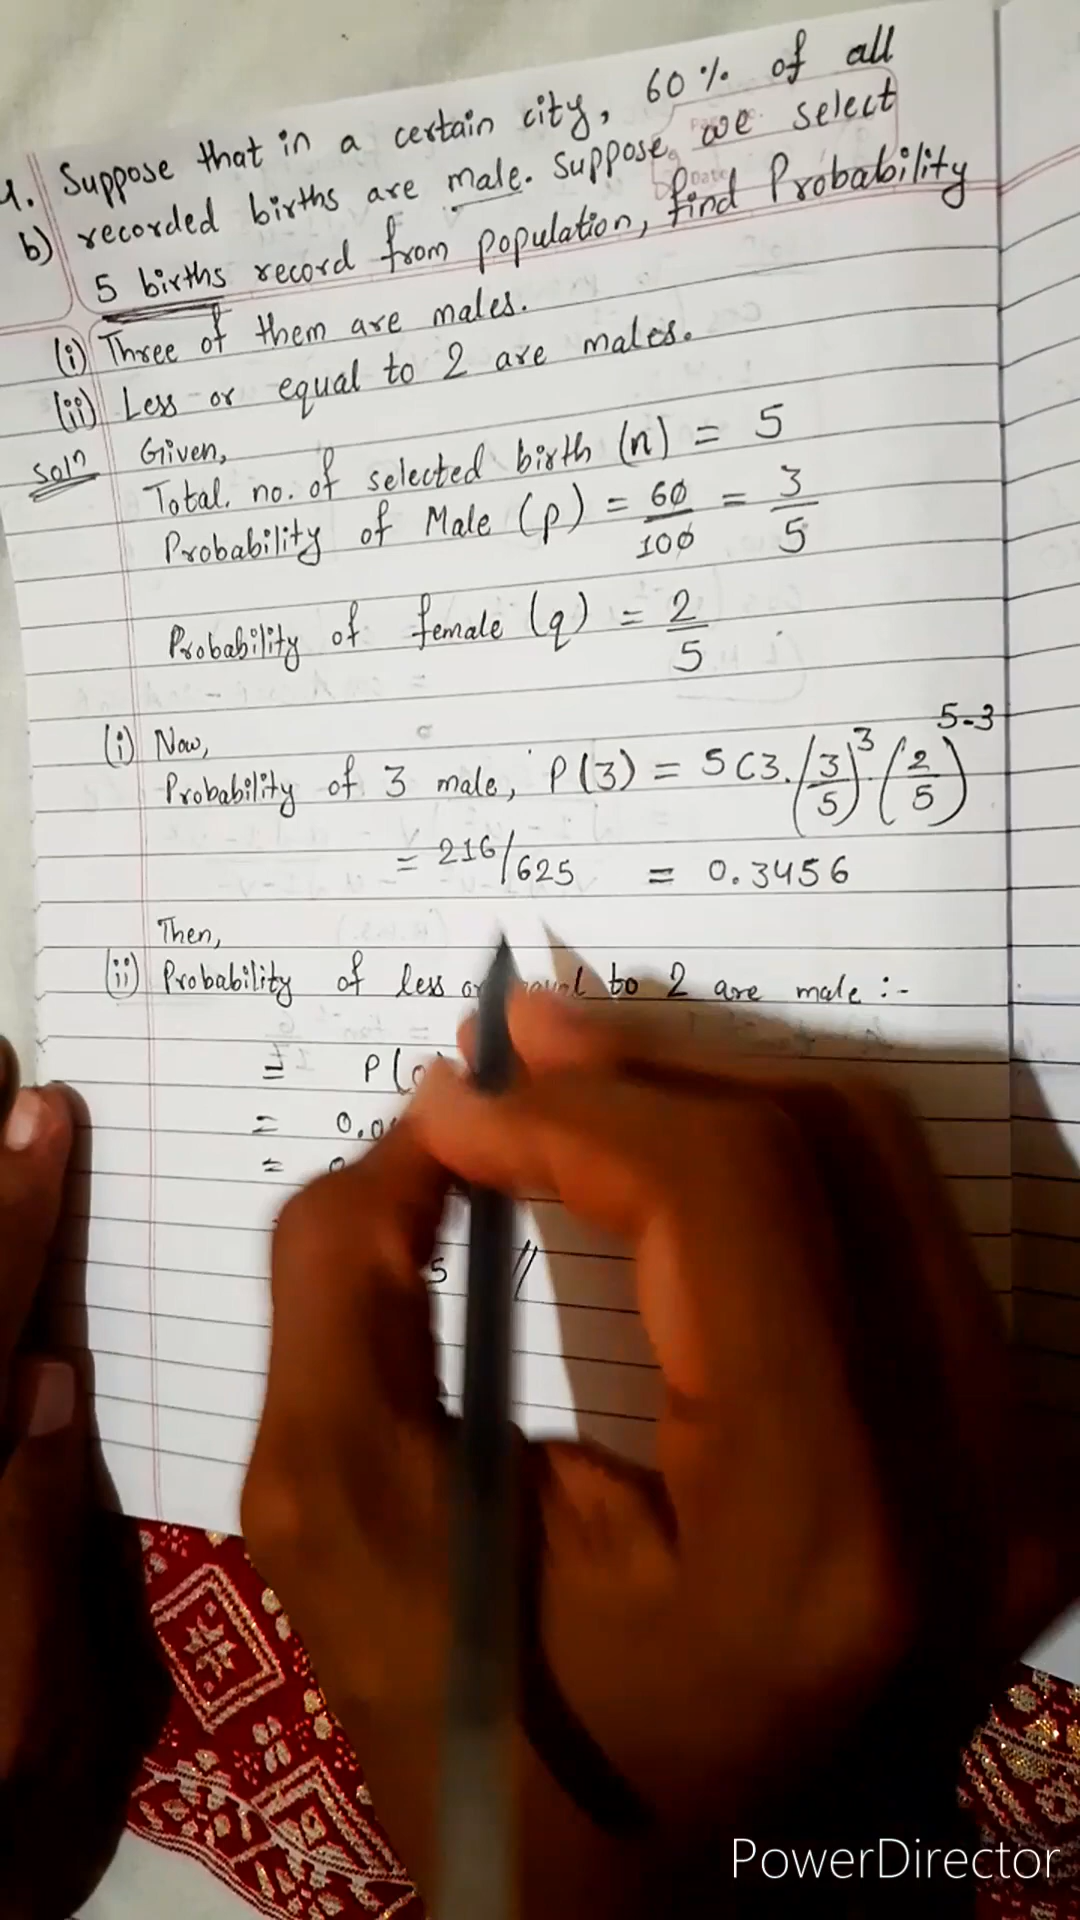 4. Suppose that in a certain city, 60% of all
b) recorded births are male. Suppose we select
5 births record from population, find Probability
(i) Three of them are males.
(ii) Less or equal to 2 are males.
Soln Given,
Total. no. of selected birth (n) = 5
Probability of Male (p) = 60/100 = 3/5
Probability of female (q) = 2/5
(i) Now,
Probability of 3 male, P(3) = 5C3.(3/5)^3.(2/5)^5-3
= 216/625 = 0.3456
Then,
(ii) Probability of less or to 2 are male :-
= P(
= 0.0
=
5 //
PowerDirector